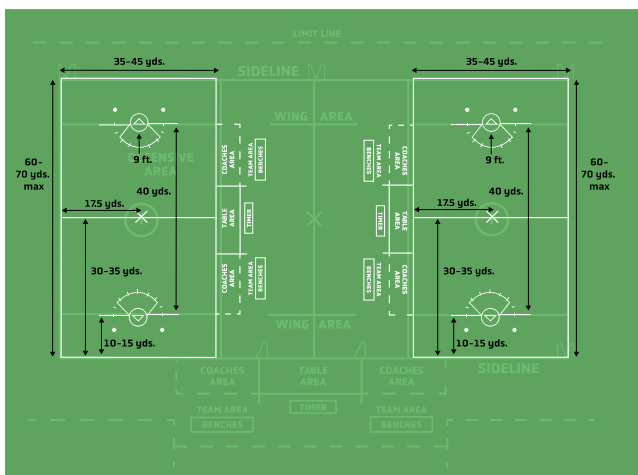 LIMIT LINE
35–45 yds.
35–45 yds.
SIDELINE
WING AREA
9 ft.
9 ft.
DEFENSIVE
AREA
COACHES
AREA
TEAM AREA
BENCHES
BENCHES
TEAM AREA
COACHES
AREA
60–
70 yds.
max
60–
70 yds.
max
40 yds.
40 yds.
17.5 yds.
17.5 yds.
TABLE
AREA
TIMER
TIMER
TABLE
AREA
30–35 yds.
30–35 yds.
COACHES
AREA
TEAM AREA
BENCHES
BENCHES
TEAM AREA
COACHES
AREA
WING AREA
10–15 yds.
10–15 yds.
COACHES
AREA
TABLE
AREA
COACHES
AREA
SIDELINE
TEAM AREA
BENCHES
TIMER
TEAM AREA
BENCHES